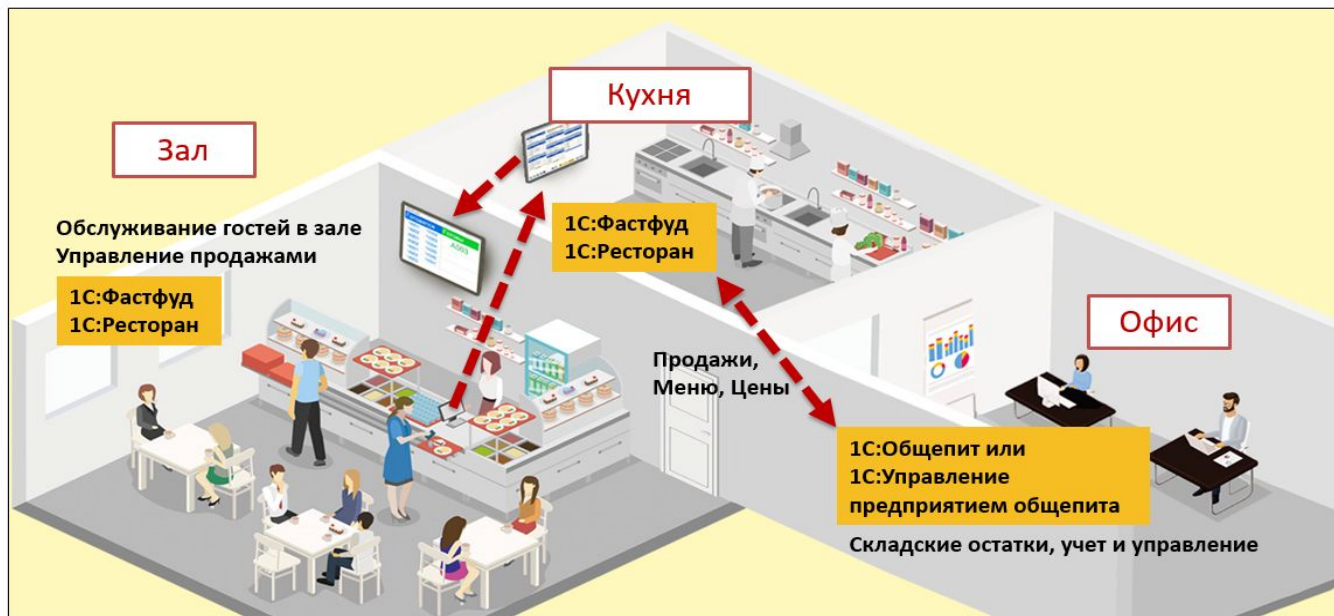 Кухня
Зал
Обслуживание гостей в зале
Управление продажами
1С:Фастфуд
1С:Ресторан
1С:Фастфуд
1С:Ресторан
Офис
Продажи,
Меню, Цены
1С:Общепит или
1С:Управление
предприятием общепита
Складские остатки, учет и управление